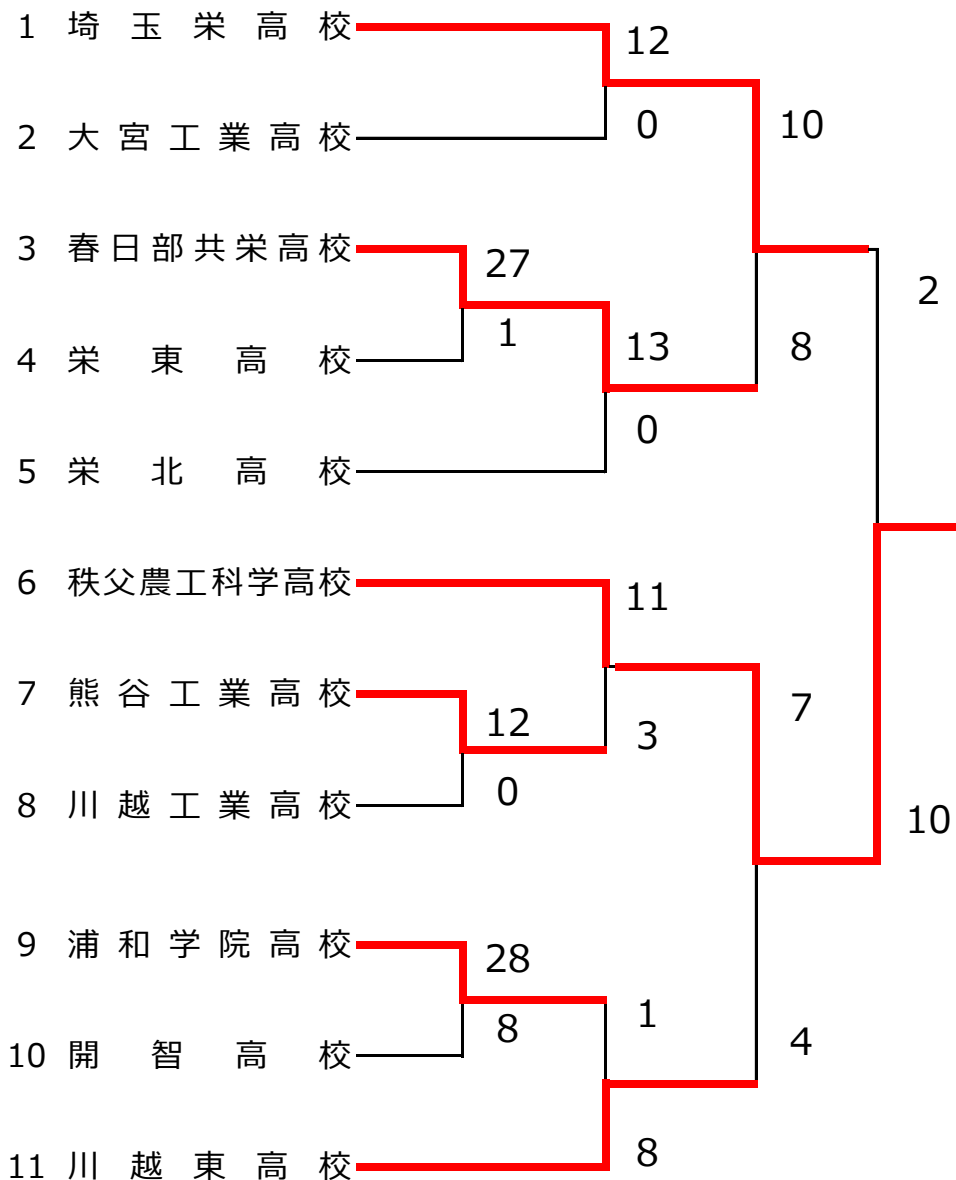 1 埼玉栄高校
12
0
10
2 大宮工業高校
3 春日部共栄高校
27
1
2
4 栄東高校
13
0
8
5 栄北高校
6 秩父農工科学高校
11
7 熊谷工業高校
12
0
3
7
8 川越工業高校
10
9 浦和学院高校
28
8
1
4
10 開智高校
11 川越東高校
8